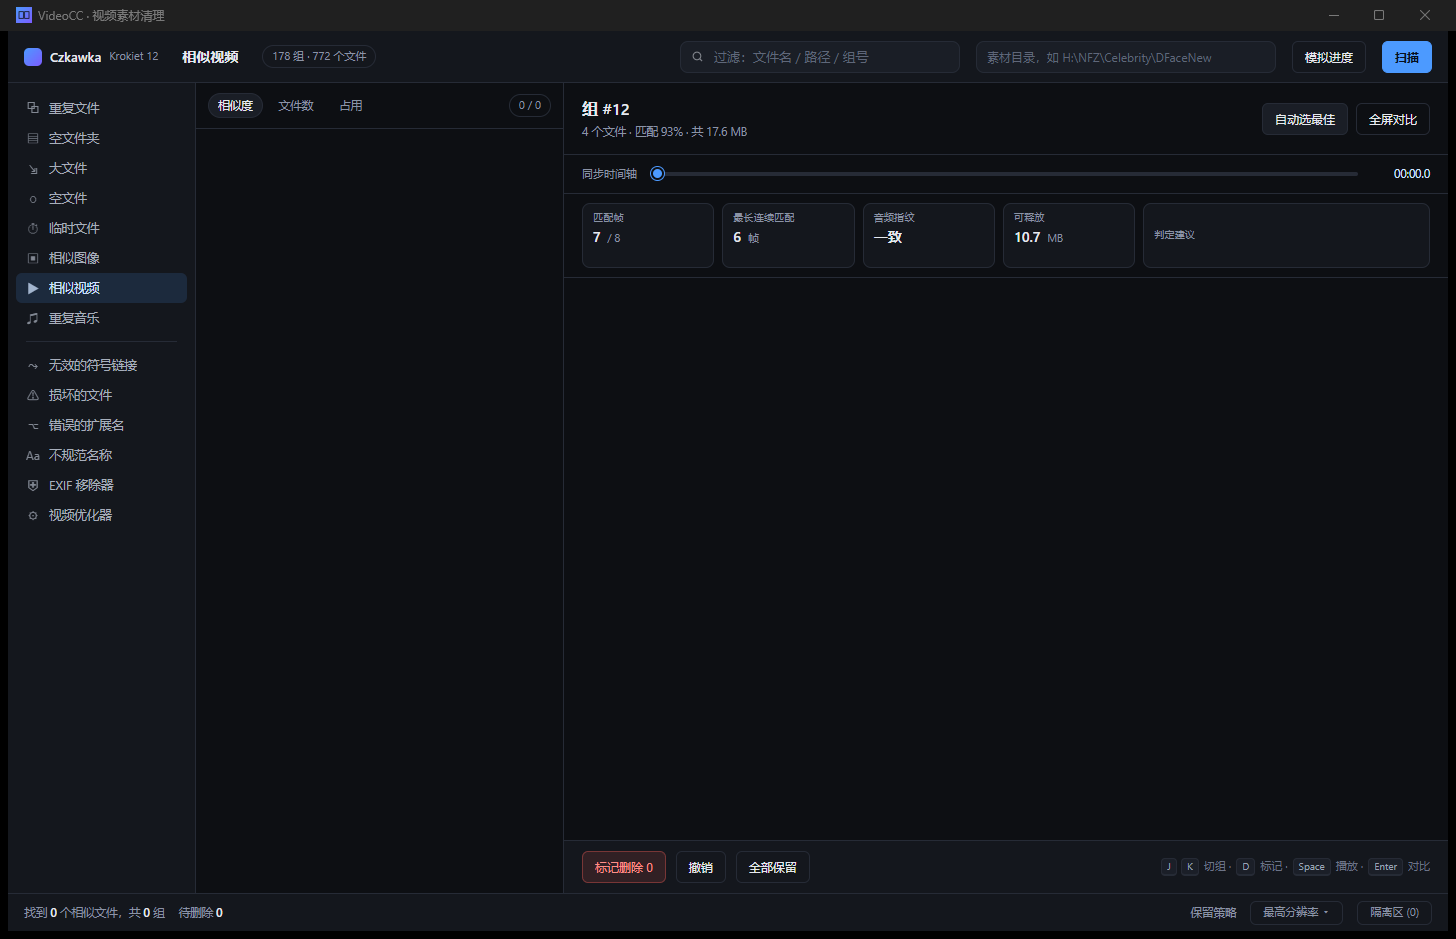 VideoCC · 视频素材清理
Czkawka Krokiet 12 相似视频 178 组 · 772 个文件 过滤：文件名 / 路径 / 组号 素材目录，如 H:\NFZ\Celebrity\DFaceNew 模拟进度 扫描
重复文件
空文件夹
大文件
空文件
临时文件
相似图像
相似视频
重复音乐
无效的符号链接
损坏的文件
错误的扩展名
Aa 不规范名称
EXIF 移除器
视频优化器
相似度 文件数 占用 0 / 0
组 #12
4 个文件 · 匹配 93% · 共 17.6 MB
自动选最佳 全屏对比
同步时间轴 00:00.0
匹配帧
7 / 8
最长连续匹配
6 帧
音频指纹
一致
可释放
10.7 MB
判定建议
标记删除 0 撤销 全部保留 J K 切组 · D 标记 · Space 播放 · Enter 对比
找到 0 个相似文件，共 0 组 待删除 0 保留策略 最高分辨率 隔离区 (0)